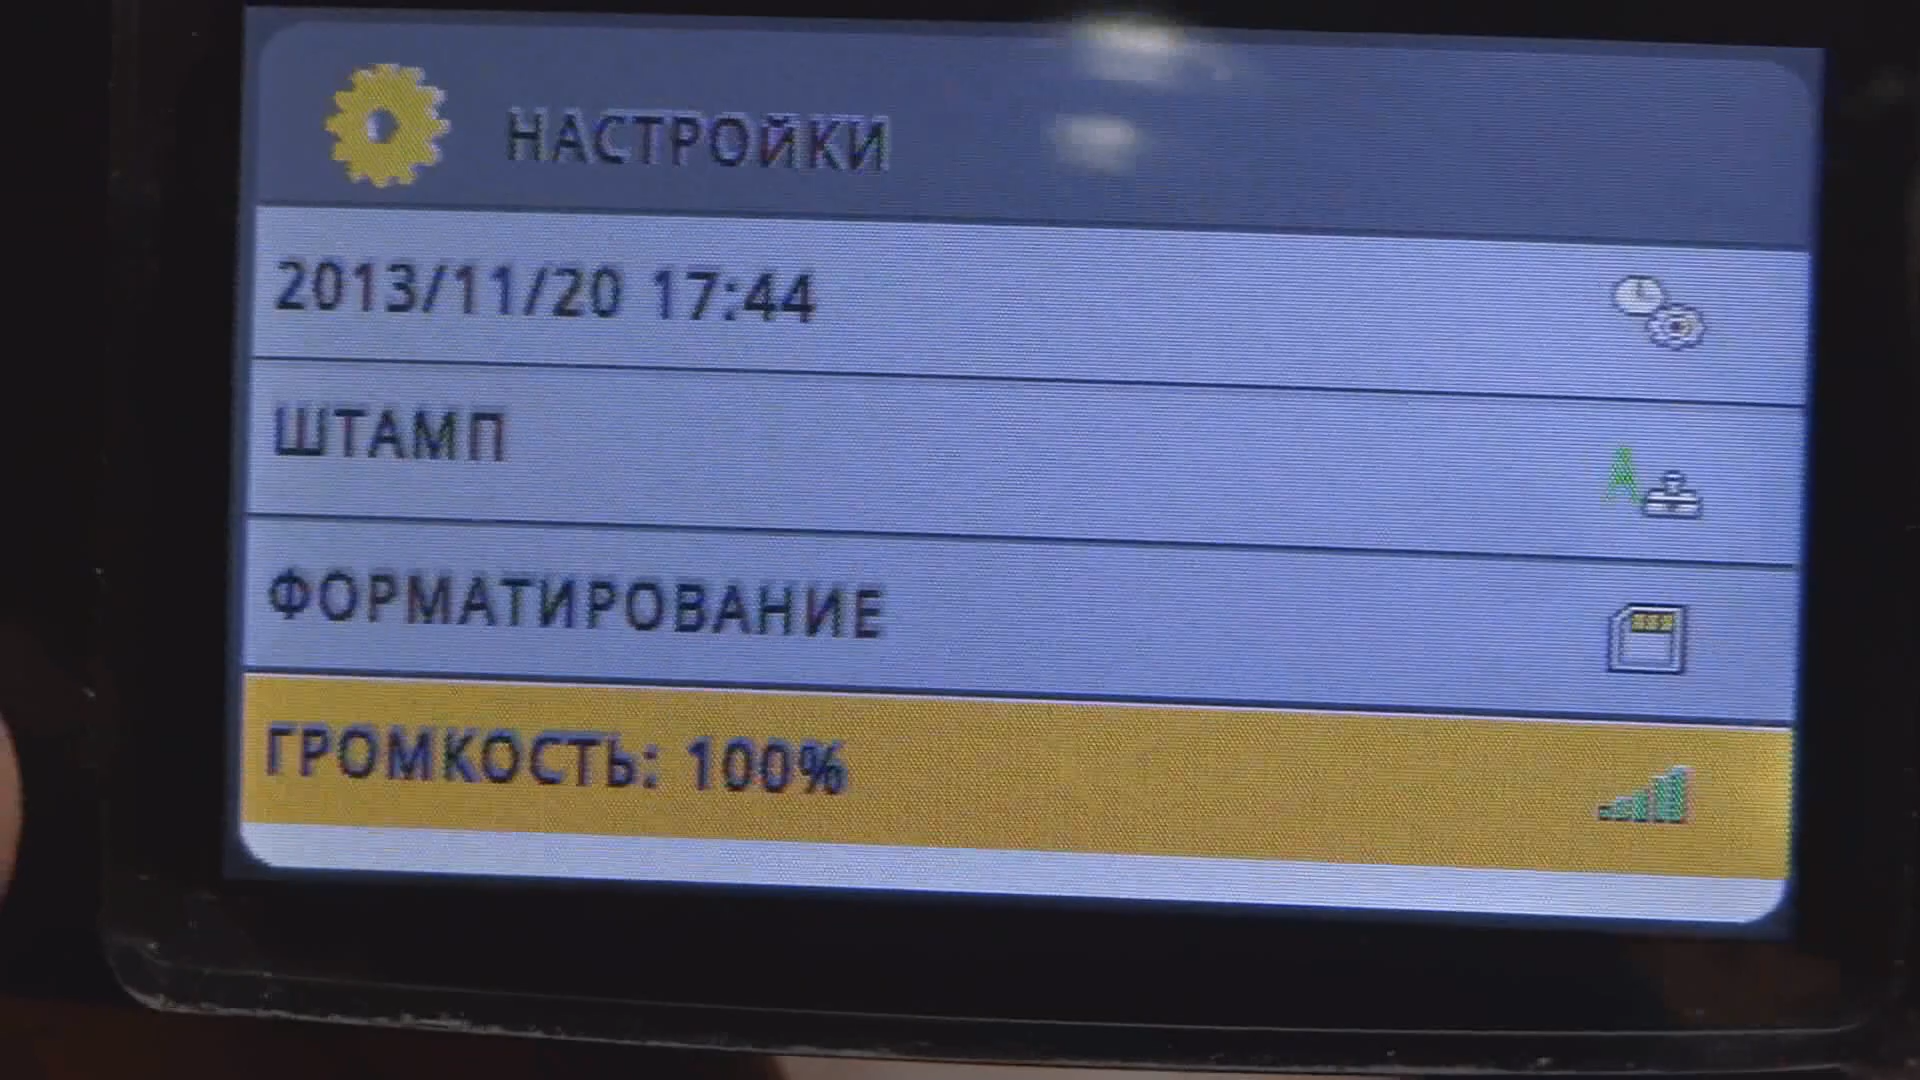 НАСТРОЙКИ
2013/11/20 17:44
ШТАМП
A
ФОРМАТИРОВАНИЕ
ГРОМКОСТЬ: 100%